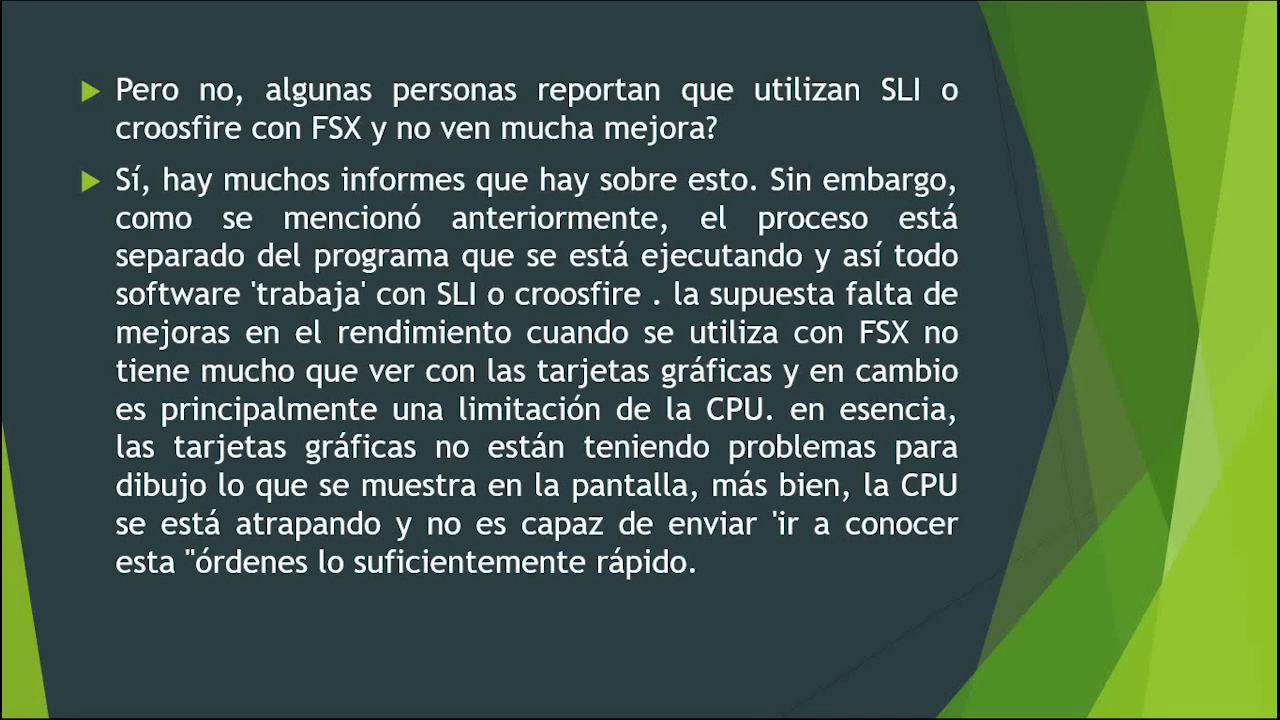 Pero no, algunas personas reportan que utilizan SLI o
croosfire con FSX y no ven mucha mejora?
Sí, hay muchos informes que hay sobre esto. Sin embargo,
como se mencionó anteriormente, el proceso está
separado del programa que se está ejecutando y así todo
software 'trabaja' con SLI o croosfire . la supuesta falta de
mejoras en el rendimiento cuando se utiliza con FSX no
tiene mucho que ver con las tarjetas gráficas y en cambio
es principalmente una limitación de la CPU. en esencia,
las tarjetas gráficas no están teniendo problemas para
dibujo lo que se muestra en la pantalla, más bien, la CPU
se está atrapando y no es capaz de enviar 'ir a conocer
esta "órdenes lo suficientemente rápido.